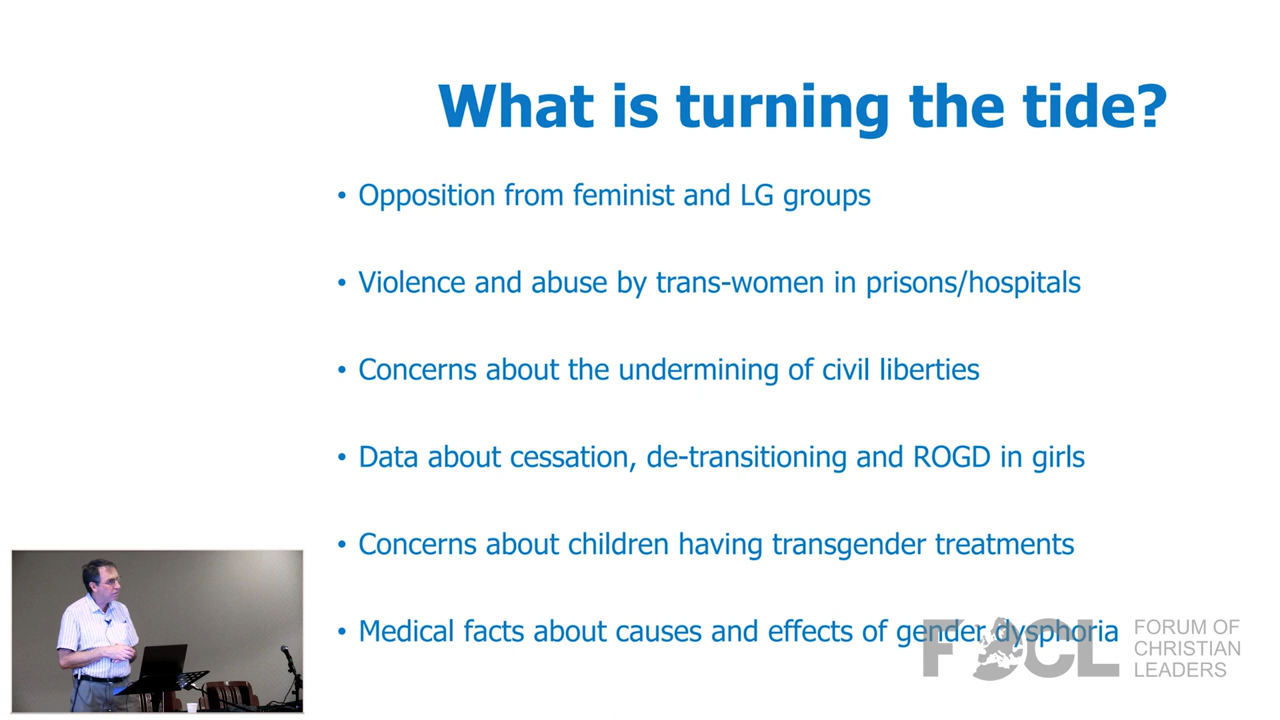 What is turning the tide?
• Opposition from feminist and LG groups
• Violence and abuse by trans-women in prisons/hospitals
• Concerns about the undermining of civil liberties
• Data about cessation, de-transitioning and ROGD in girls
• Concerns about children having transgender treatments
• Medical facts about causes and effects of gender dysphoria
FOCL
FORUM OF
CHRISTIAN
LEADERS